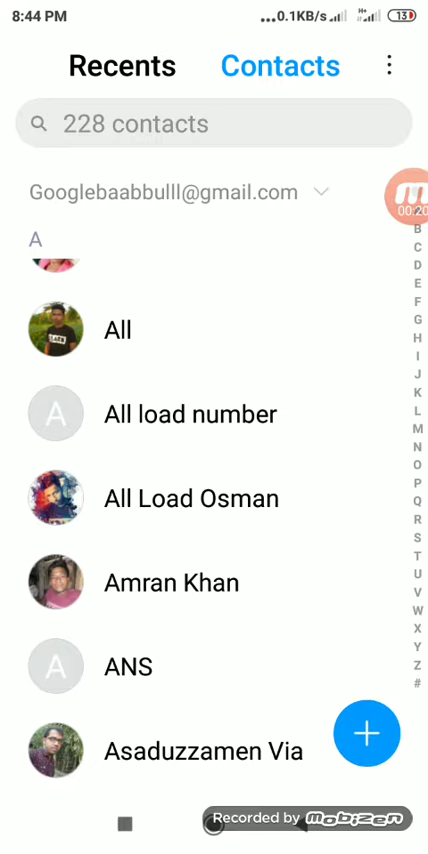 8:44 PM ...0.1KB/s H+ 13
Recents Contacts
228 contacts
Googlebaabbulll@gmail.com
00:20
A
All
A All load number
All Load Osman
Amran Khan
A ANS
Asaduzzamen Via
B
C
D
E
F
G
H
I
J
K
L
M
N
O
P
Q
R
S
T
U
V
W
X
Y
Z
#
Recorded by mobizen